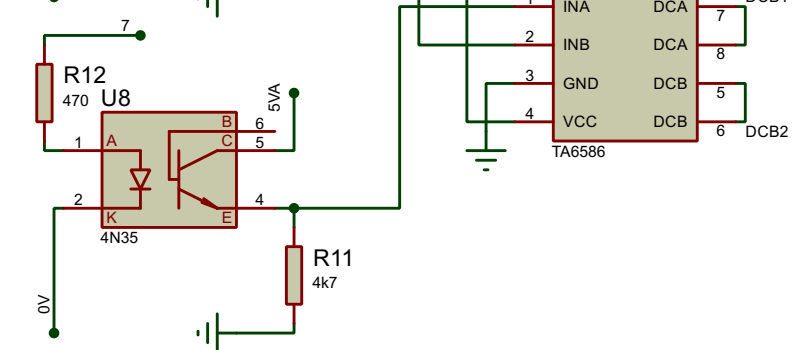 7
R12
470
U8
1
A
2
K
B
6
C
5
4
E
4N35
5VA
0V
R11
4k7
INA
DCA
7
2
INB
DCA
8
3
GND
DCB
5
4
VCC
DCB
6
DCB2
TA6586